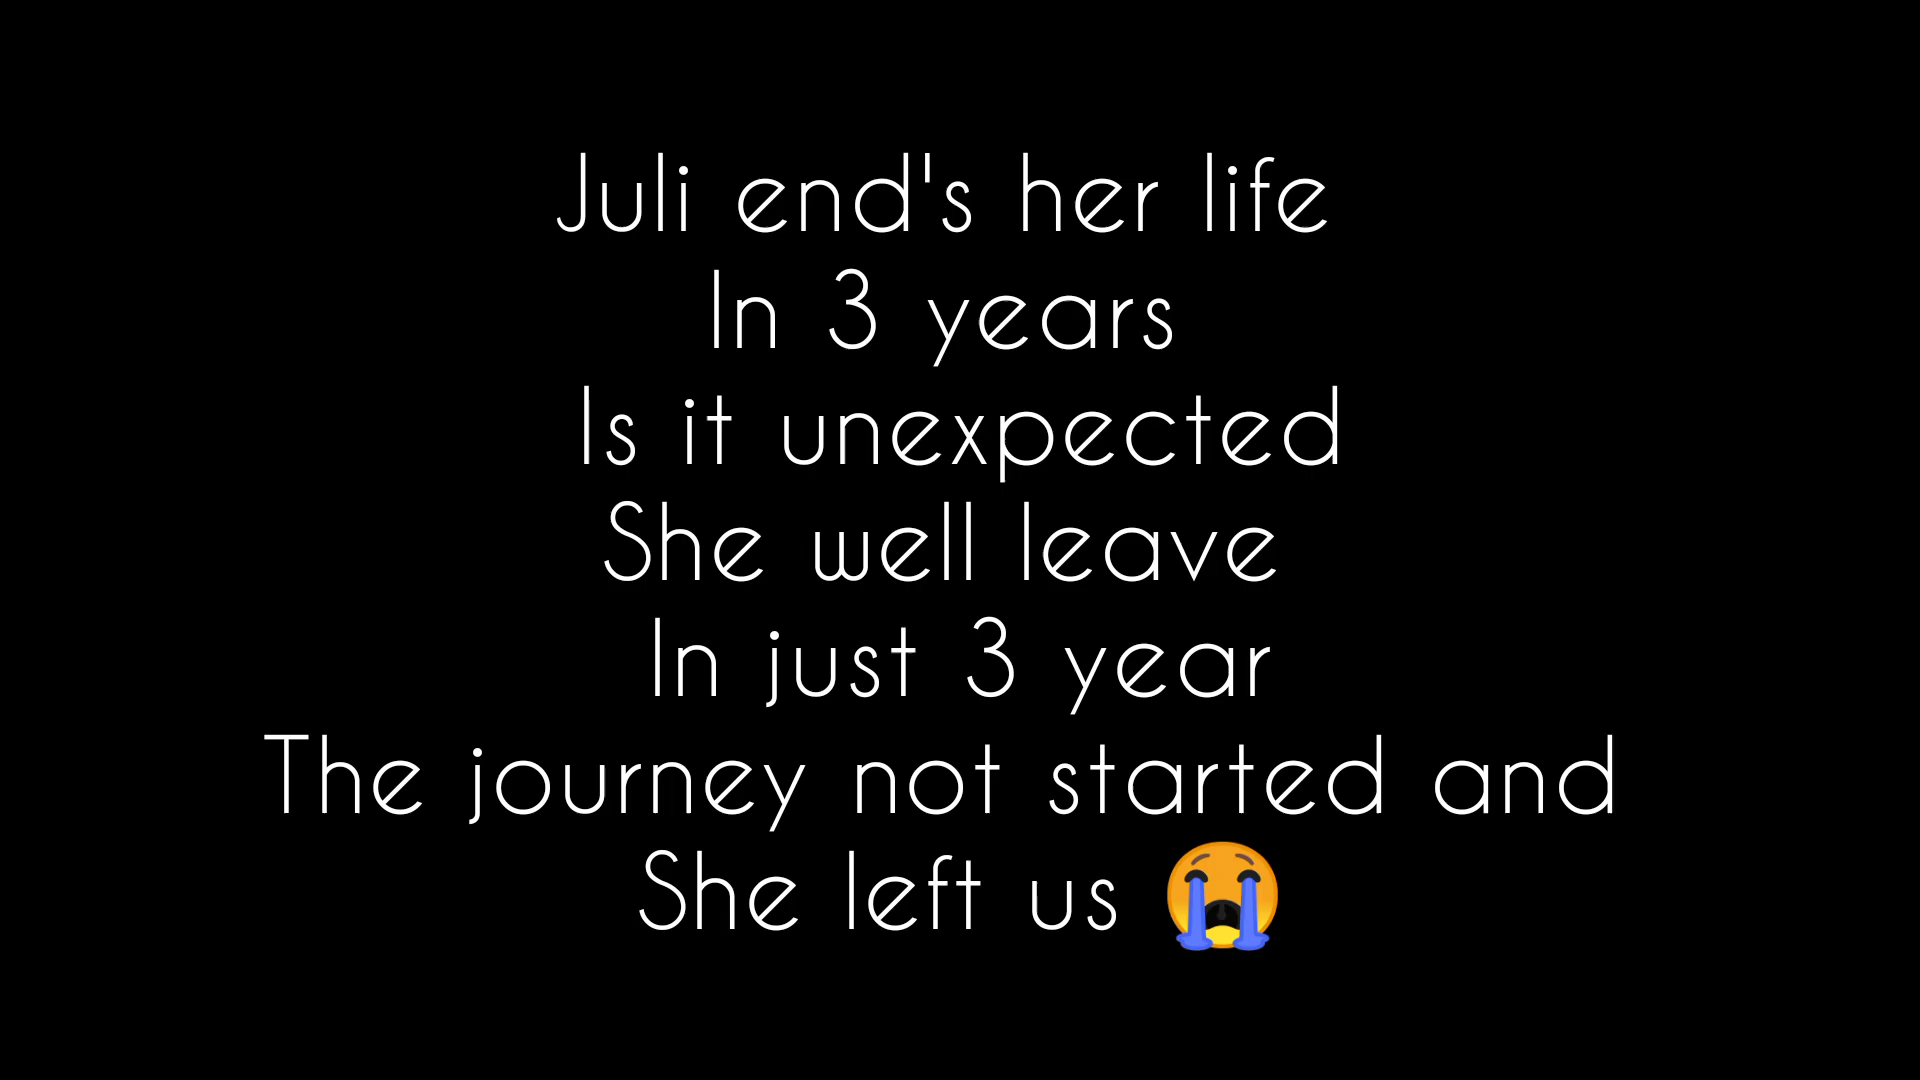 Juli end's her life
In 3 years
Is it unexpected
She well leave
In just 3 year
The journey not started and
She left us 😭